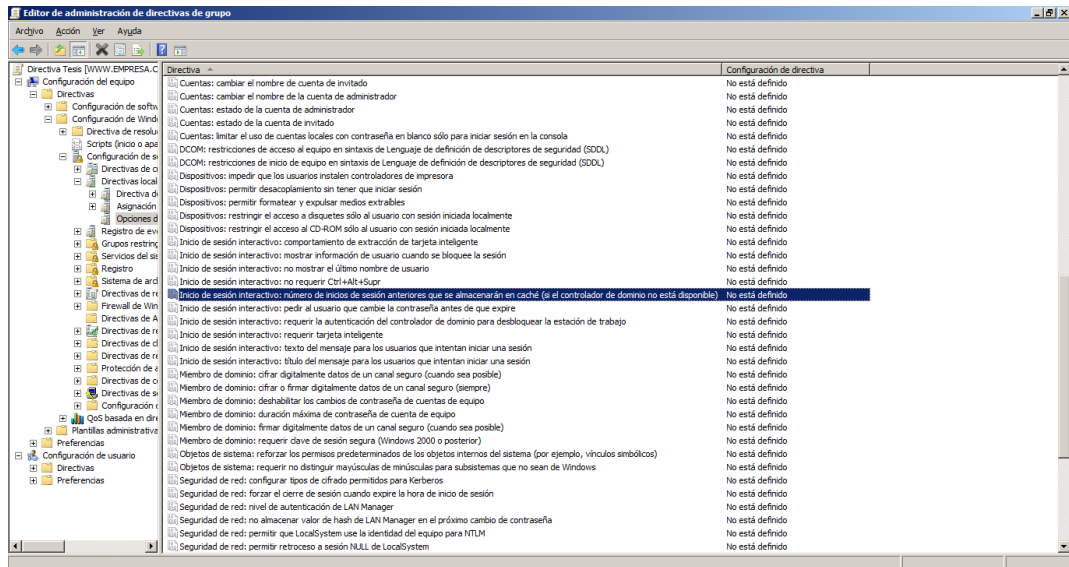 Editor de administración de directivas de grupo
Archivo Acción Ver Ayuda
Directiva Tesis [WWW.EMPRESA.C
Configuración del equipo
Directivas
Configuración de softw
Configuración de Windo
Directiva de resoluc
Scripts (inicio o apa
Configuración de se
Directivas de cu
Directivas local
Directiva de
Asignación
Opciones d
Registro de eve
Grupos restring
Servicios del sis
Registro
Sistema de arch
Directivas de re
Firewall de Win
Directivas de A
Directivas de re
Directivas de cl
Directivas de re
Protección de a
Directivas de co
Directivas de se
Configuración d
QoS basada en dire
Plantillas administrativa
Preferencias
Configuración de usuario
Directivas
Preferencias
Directiva Configuración de directiva
Cuentas: cambiar el nombre de cuenta de invitado No está definido
Cuentas: cambiar el nombre de la cuenta de administrador No está definido
Cuentas: estado de la cuenta de administrador No está definido
Cuentas: estado de la cuenta de invitado No está definido
Cuentas: limitar el uso de cuentas locales con contraseña en blanco sólo para iniciar sesión en la consola No está definido
DCOM: restricciones de acceso al equipo en sintaxis de Lenguaje de definición de descriptores de seguridad (SDDL) No está definido
DCOM: restricciones de inicio de equipo en sintaxis de Lenguaje de definición de descriptores de seguridad (SDDL) No está definido
Dispositivos: impedir que los usuarios instalen controladores de impresora No está definido
Dispositivos: permitir desacoplamiento sin tener que iniciar sesión No está definido
Dispositivos: permitir formatear y expulsar medios extraíbles No está definido
Dispositivos: restringir el acceso a disquetes sólo al usuario con sesión iniciada localmente No está definido
Dispositivos: restringir el acceso al CD-ROM sólo al usuario con sesión iniciada localmente No está definido
Inicio de sesión interactivo: comportamiento de extracción de tarjeta inteligente No está definido
Inicio de sesión interactivo: mostrar información de usuario cuando se bloquee la sesión No está definido
Inicio de sesión interactivo: no mostrar el último nombre de usuario No está definido
Inicio de sesión interactivo: no requerir Ctrl+Alt+Supr No está definido
Inicio de sesión interactivo: número de inicios de sesión anteriores que se almacenarán en caché (si el controlador de dominio no está disponible) No está definido
Inicio de sesión interactivo: pedir al usuario que cambie la contraseña antes de que expire No está definido
Inicio de sesión interactivo: requerir la autenticación del controlador de dominio para desbloquear la estación de trabajo No está definido
Inicio de sesión interactivo: requerir tarjeta inteligente No está definido
Inicio de sesión interactivo: texto del mensaje para los usuarios que intentan iniciar una sesión No está definido
Inicio de sesión interactivo: título del mensaje para los usuarios que intentan iniciar una sesión No está definido
Miembro de dominio: cifrar digitalmente datos de un canal seguro (cuando sea posible) No está definido
Miembro de dominio: cifrar o firmar digitalmente datos de un canal seguro (siempre) No está definido
Miembro de dominio: deshabilitar los cambios de contraseña de cuentas de equipo No está definido
Miembro de dominio: duración máxima de contraseña de cuenta de equipo No está definido
Miembro de dominio: firmar digitalmente datos de un canal seguro (cuando sea posible) No está definido
Miembro de dominio: requerir clave de sesión segura (Windows 2000 o posterior) No está definido
Objetos de sistema: reforzar los permisos predeterminados de los objetos internos del sistema (por ejemplo, vínculos simbólicos) No está definido
Objetos de sistema: requerir no distinguir mayúsculas de minúsculas para subsistemas que no sean de Windows No está definido
Seguridad de red: configurar tipos de cifrado permitidos para Kerberos No está definido
Seguridad de red: forzar el cierre de sesión cuando expire la hora de inicio de sesión No está definido
Seguridad de red: nivel de autenticación de LAN Manager No está definido
Seguridad de red: no almacenar valor de hash de LAN Manager en el próximo cambio de contraseña No está definido
Seguridad de red: permitir que LocalSystem use la identidad del equipo para NTLM No está definido
Seguridad de red: permitir retroceso a sesión NULL de LocalSystem No está definido